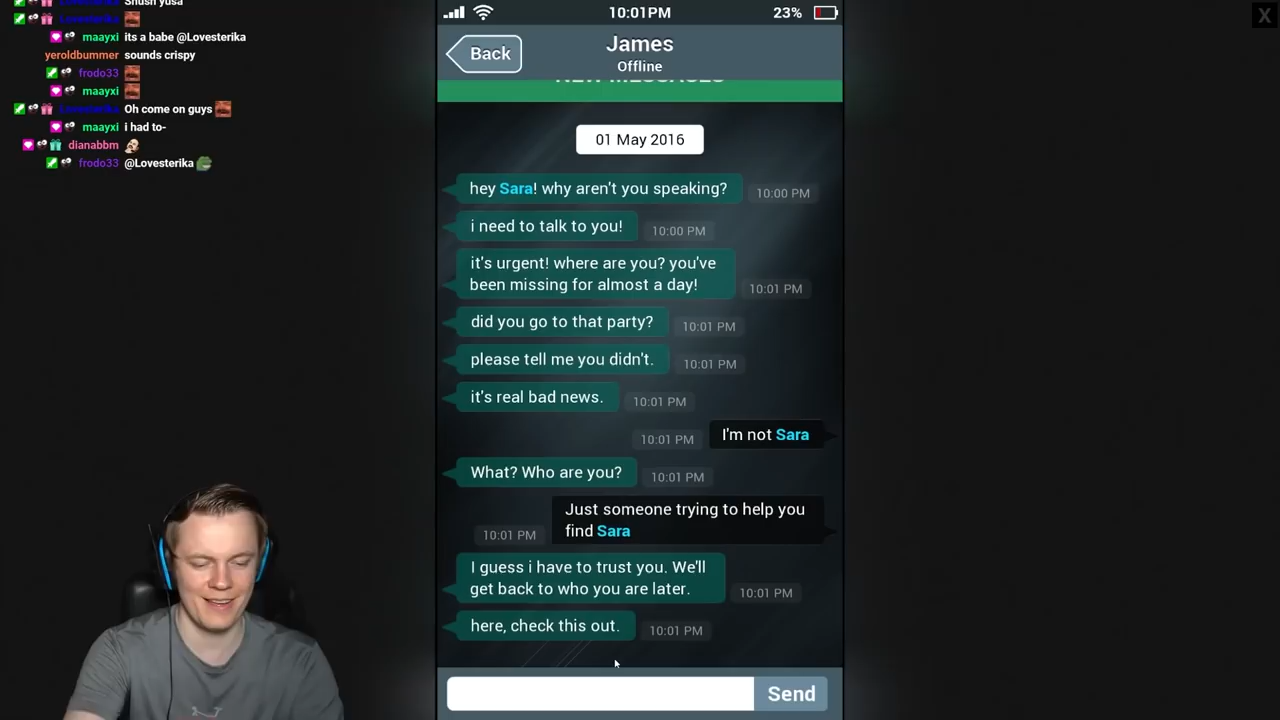 Shush yusa
maayxi its a babe @Lovesterika
yeroldbummer sounds crispy
frodo33
maayxi
Lovesterika Oh come on guys
maayxi i had to-
dianabbm
frodo33 @Lovesterika
10:01PM
23%
X
Back
James
Offline
NEW MESSAGES
01 May 2016
hey Sara! why aren't you speaking? 10:00 PM
i need to talk to you! 10:00 PM
it's urgent! where are you? you've
been missing for almost a day! 10:01 PM
did you go to that party? 10:01 PM
please tell me you didn't. 10:01 PM
it's real bad news. 10:01 PM
10:01 PM I'm not Sara
What? Who are you? 10:01 PM
Just someone trying to help you
10:01 PM find Sara
I guess i have to trust you. We'll
get back to who you are later. 10:01 PM
here, check this out. 10:01 PM
Send